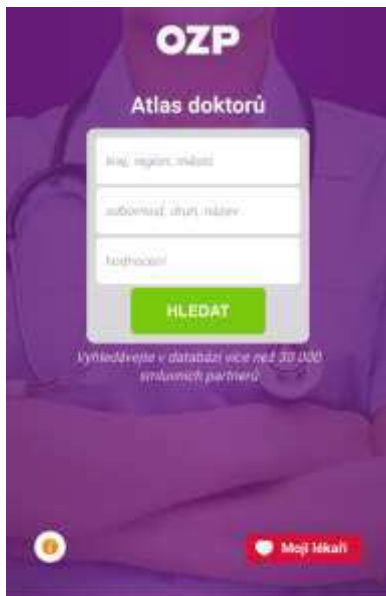 OZP
Atlas doktorů
kraj, region, město
odbornost, druh, název
hodnocení
HLEDAT
Vyhledávejte v databázi více než 30 000
smluvních partnerů
Moji lékaři